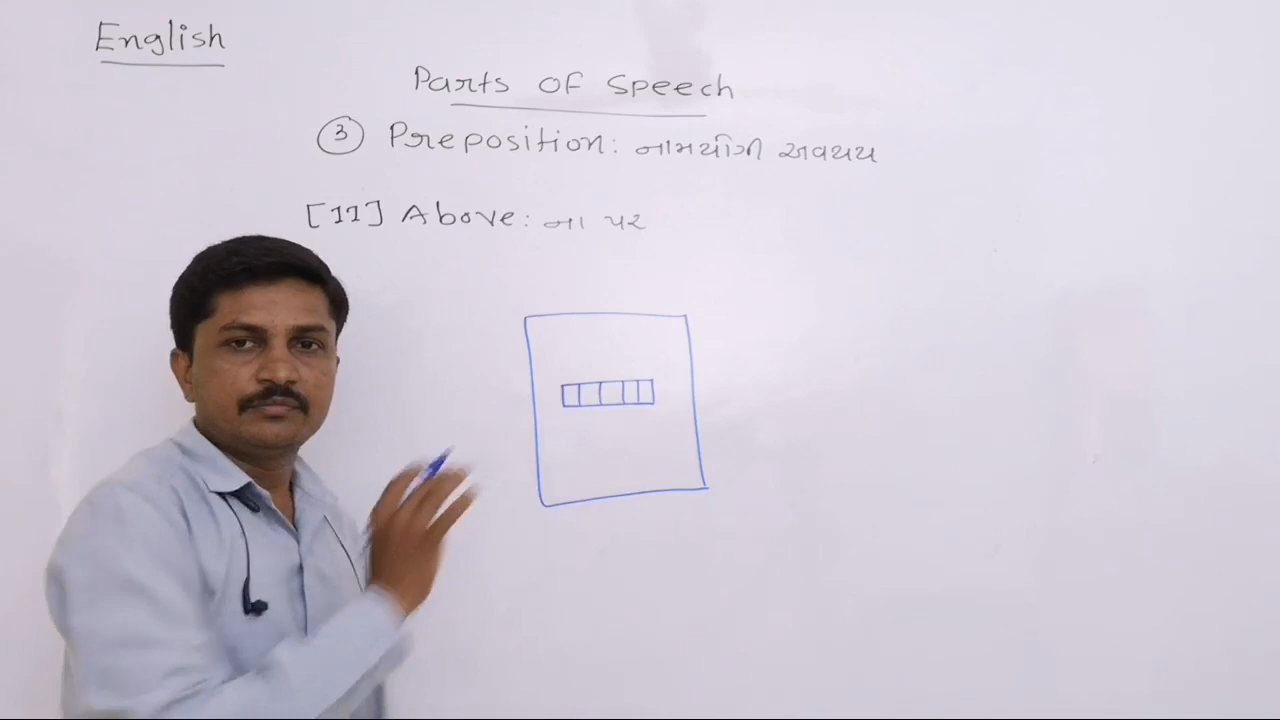 English
Parts OF Speech
③ Preposition: નામયોગી અવયય
[11] Above: ના પર